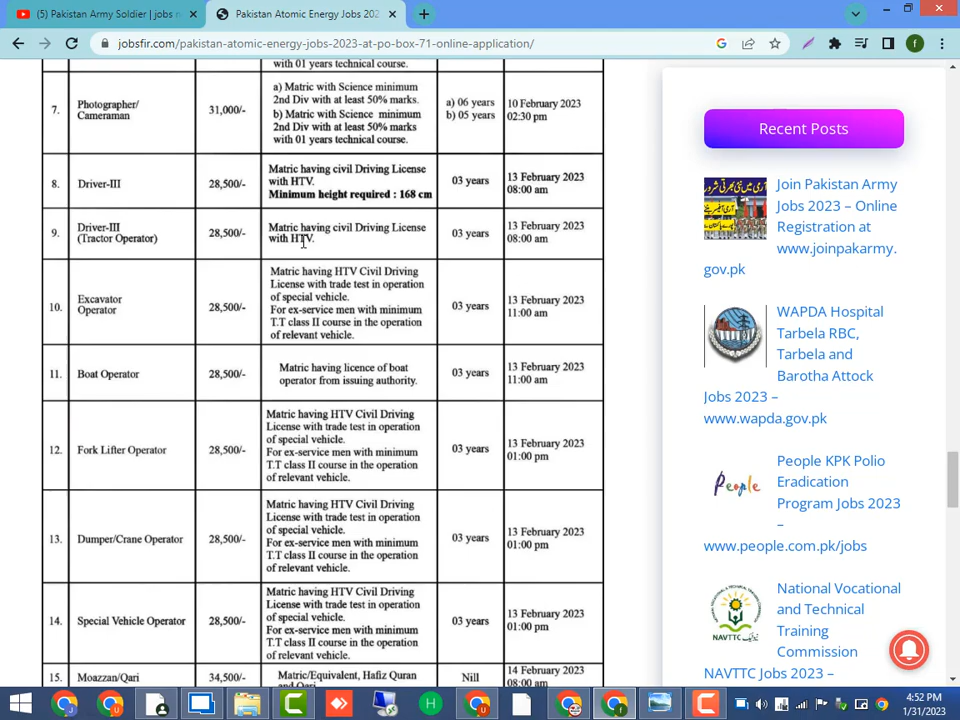 (5) Pakistan Army Soldier | jobs n
Pakistan Atomic Energy Jobs 202
jobsfir.com/pakistan-atomic-energy-jobs-2023-at-po-box-71-online-application/
with 01 years technical course.
7.
Photographer/
Cameraman
31,000/-
a) Matric with Science minimum
2nd Div with at least 50% marks.
b) Matric with Science minimum
2nd Div with at least 50% marks
with 01 years technical course.
a) 06 years
b) 05 years
10 February 2023
02:30 pm
8.
Driver-III
28,500/-
Matric having civil Driving License
with HTV.
Minimum height required : 168 cm
03 years
13 February 2023
08:00 am
9.
Driver-III
(Tractor Operator)
28,500/-
Matric having civil Driving License
with HTV.
03 years
13 February 2023
08:00 am
10.
Excavator
Operator
28,500/-
Matric having HTV Civil Driving
License with trade test in operation
of special vehicle.
For ex-service men with minimum
T.T class II course in the operation
of relevant vehicle.
03 years
13 February 2023
11:00 am
11.
Boat Operator
28,500/-
Matric having licence of boat
operator from issuing authority.
03 years
13 February 2023
11:00 am
12.
Fork Lifter Operator
28,500/-
Matric having HTV Civil Driving
License with trade test in operation
of special vehicle.
For ex-service men with minimum
T.T class II course in the operation
of relevant vehicle.
03 years
13 February 2023
01:00 pm
13.
Dumper/Crane Operator
28,500/-
Matric having HTV Civil Driving
License with trade test in operation
of special vehicle.
For ex-service men with minimum
T.T class II course in the operation
of relevant vehicle.
03 years
13 February 2023
01:00 pm
14.
Special Vehicle Operator
28,500/-
Matric having HTV Civil Driving
License with trade test in operation
of special vehicle.
For ex-service men with minimum
T.T class II course in the operation
of relevant vehicle.
03 years
13 February 2023
01:00 pm
15.
Moazzan/Qari
34,500/-
Matric/Equivalent, Hafiz Quran
and Qari
Nill
14 February 2023
08:00 am
Recent Posts
Join Pakistan Army
Jobs 2023 – Online
Registration at
www.joinpakarmy.
gov.pk
WAPDA Hospital
Tarbela RBC,
Tarbela and
Barotha Attock
Jobs 2023 –
www.wapda.gov.pk
People
People KPK Polio
Eradication
Program Jobs 2023
–
www.people.com.pk/jobs
NAVTTC
National Vocational
and Technical
Training
Commission
NAVTTC Jobs 2023 –
4:52 PM
1/31/2023